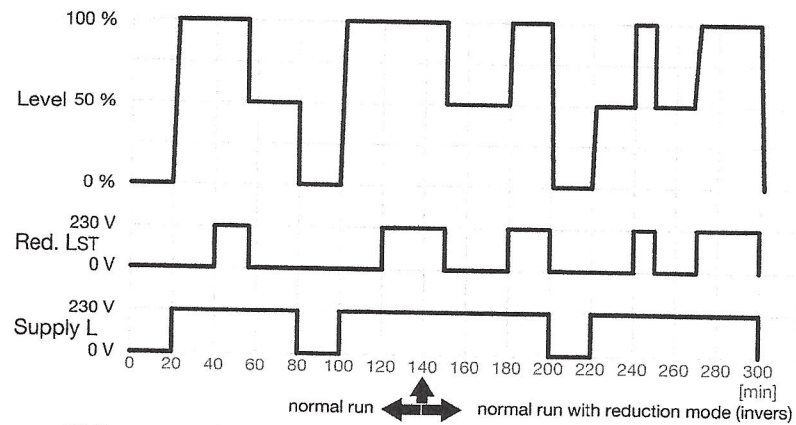 100 %
Level 50 %
0 %
230 V
Red. LST
0 V
230 V
Supply L
0 V
0 20 40 60 80 100 120 140 160 180 200 220 240 260 280 300
[min]
normal run normal run with reduction mode (invers)